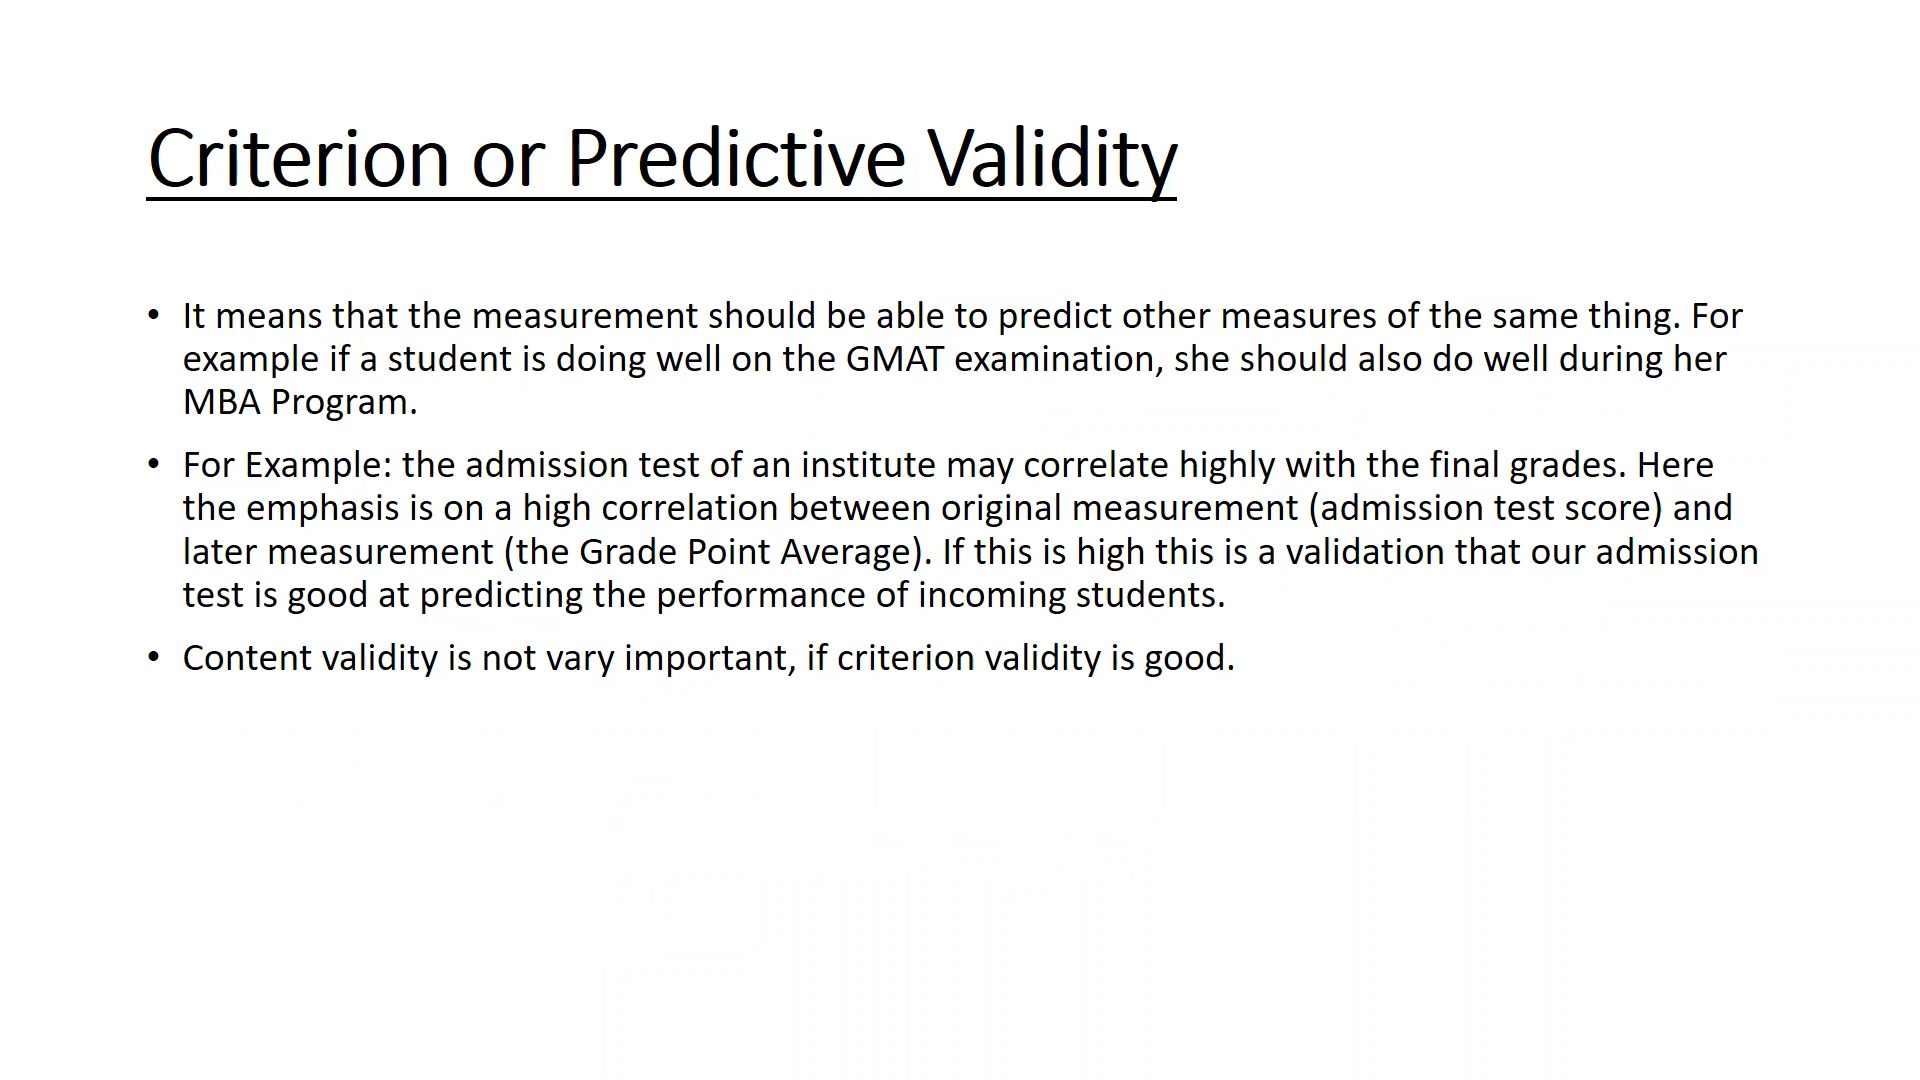 Criterion or Predictive Validity
• It means that the measurement should be able to predict other measures of the same thing. For
example if a student is doing well on the GMAT examination, she should also do well during her
MBA Program.
• For Example: the admission test of an institute may correlate highly with the final grades. Here
the emphasis is on a high correlation between original measurement (admission test score) and
later measurement (the Grade Point Average). If this is high this is a validation that our admission
test is good at predicting the performance of incoming students.
• Content validity is not vary important, if criterion validity is good.